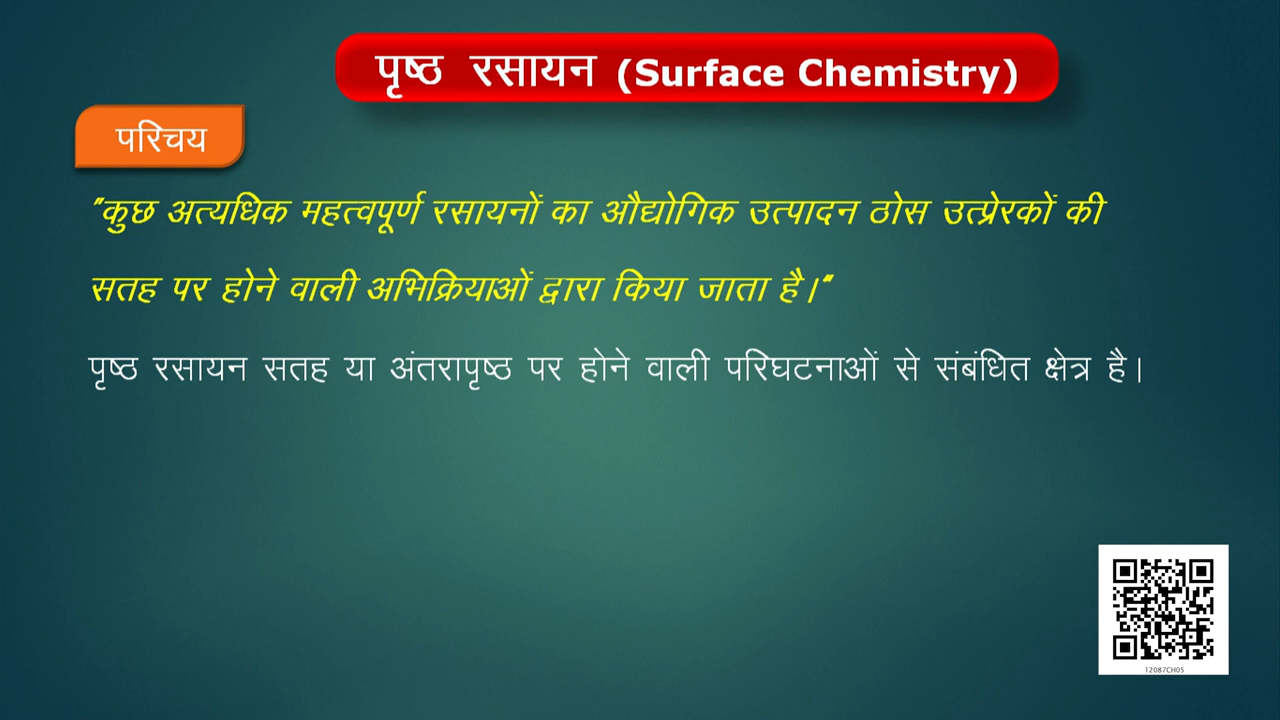 पृष्ठ रसायन (Surface Chemistry)
परिचय
"कुछ अत्यधिक महत्वपूर्ण रसायनों का औद्योगिक उत्पादन ठोस उत्प्रेरकों की
सतह पर होने वाली अभिक्रियाओं द्वारा किया जाता है।"
पृष्ठ रसायन सतह या अंतरापृष्ठ पर होने वाली परिघटनाओं से संबंधित क्षेत्र है।
12087CH05